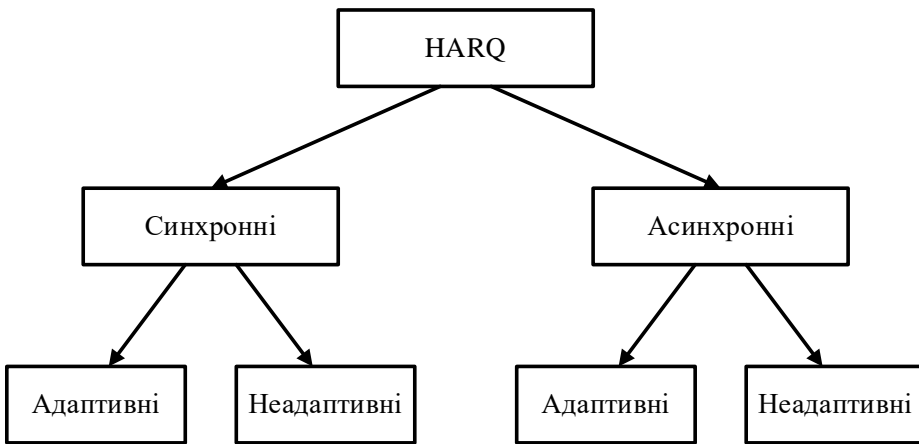 HARQ
Синхронні
Асинхронні
Адаптивні
Неадаптивні
Адаптивні
Неадаптивні